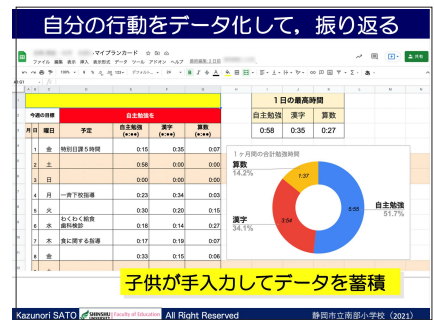 自分の行動をデータ化して，振り返る
-マイプランカード
ファイル 編集 表示 挿入 表示形式 データ ツール アドオン ヘルプ
100%
共有
1日の最高時間
自主勉強 漢字 算数
0:58 0:35 0:27
今週の目標 自主勉強を
月 日 曜日 予定 自主勉強 (●:●●) 漢字 (●:●●) 算数 (●:●●)
1 金 特別日課5時間 0:15 0:35 0:07
2 土 0:58 0:00 0:00
3 日 0:00 0:00 0:00
4 月 一斉下校指導 0:23 0:34 0:03
5 火 0:30 0:20 0:15
6 水 わくわく給食 歯科検診 0:18 0:14 0:27
7 木 食に関する指導 0:17 0:19 0:07
8 金 0:33 0:15 0:06
1ヶ月間の合計勉強時間
算数
14.2%
1:37
漢字
34.1%
3:54
自主勉強
51.7%
子供が手入力してデータを蓄積
Kazunori SATO SHINSHU UNIVERSITY Faculty of Education All Right Reserved 静岡市立南部小学校（2021）